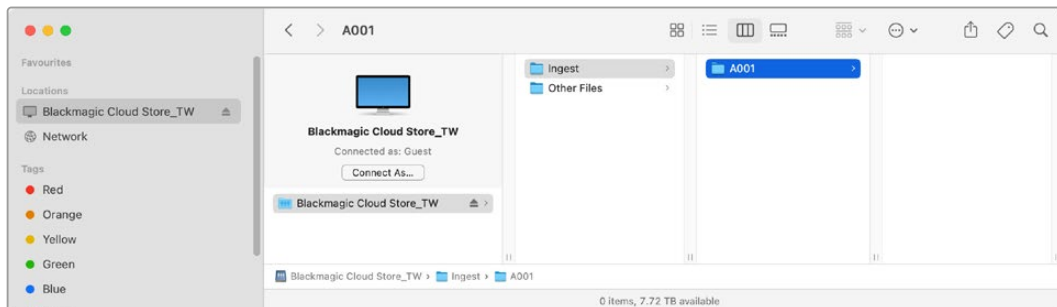 A001
Favourites
Locations
Blackmagic Cloud Store_TW
Network
Tags
Red
Orange
Yellow
Green
Blue
Blackmagic Cloud Store_TW
Connected as: Guest
Connect As...
Blackmagic Cloud Store_TW
Ingest
Other Files
A001
Blackmagic Cloud Store_TW › Ingest › A001
0 items, 7.72 TB available